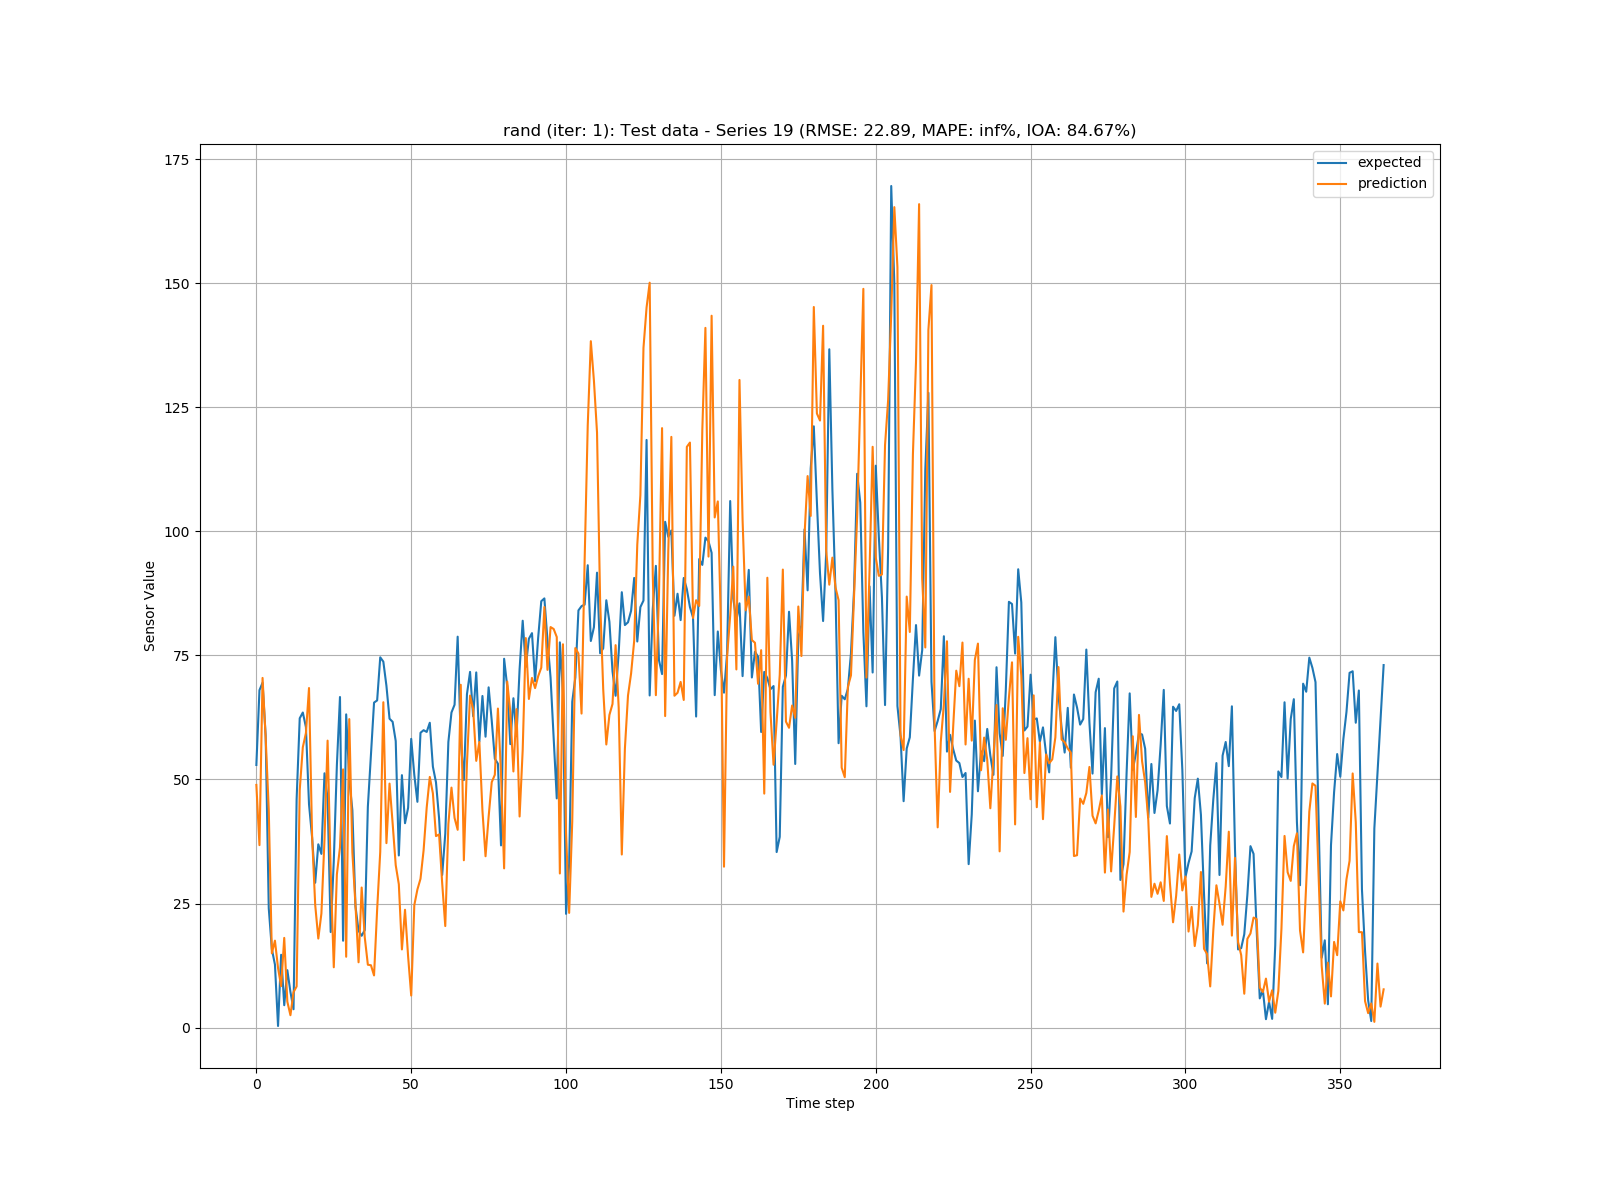 rand (iter: 1): Test data - Series 19 (RMSE: 22.89, MAPE: inf%, IOA: 84.67%)
expected
prediction
175
150
125
100
75
50
25
0
Sensor Value
0 50 100 150 200 250 300 350
Time step